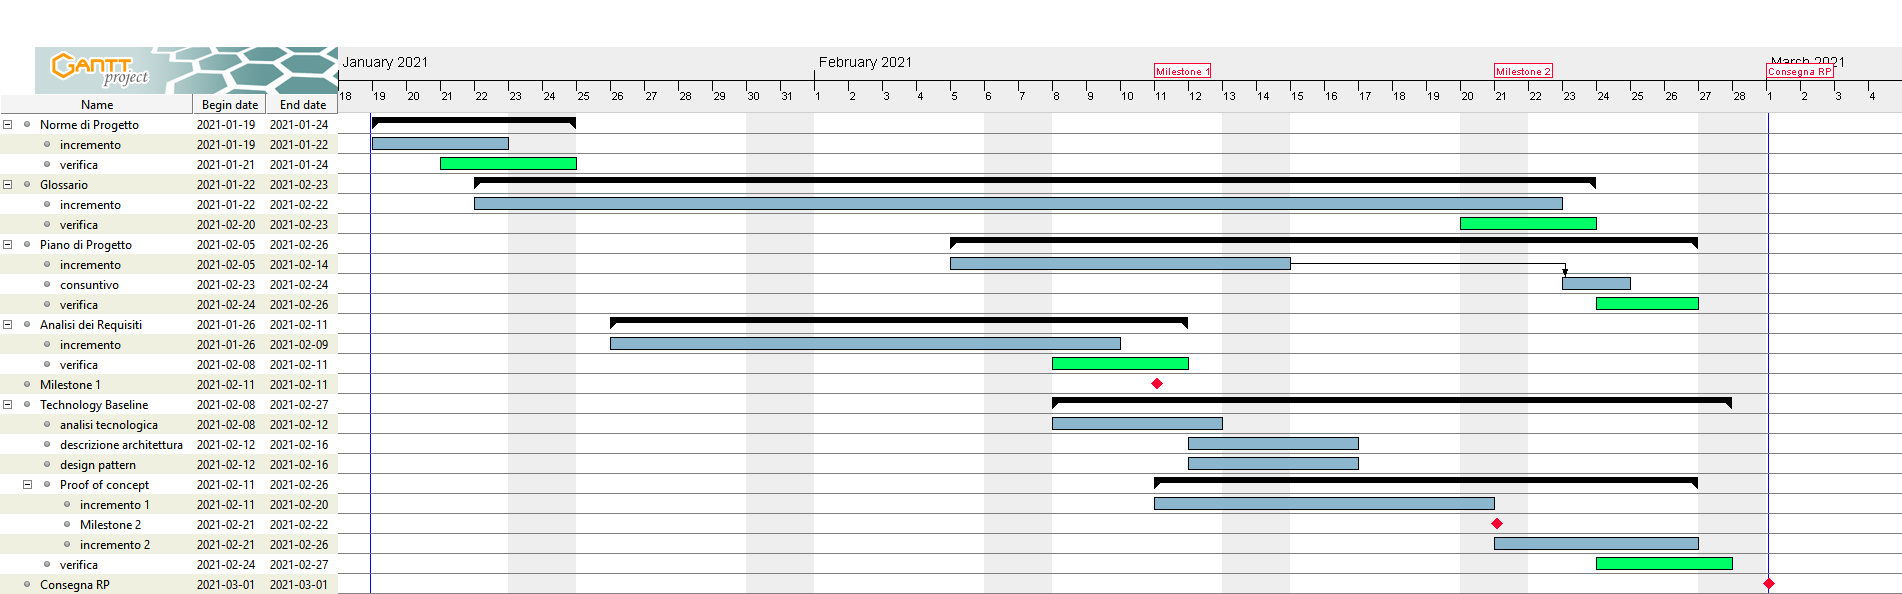 GANTT
project
January 2021
February 2021
March 2021
Milestone 1
Milestone 2
Consegna RP
Name Begin date End date
18 19 20 21 22 23 24 25 26 27 28 29 30 31 1 2 3 4 5 6 7 8 9 10 11 12 13 14 15 16 17 18 19 20 21 22 23 24 25 26 27 28 1 2 3 4
Norme di Progetto 2021-01-19 2021-01-24
incremento 2021-01-19 2021-01-22
verifica 2021-01-21 2021-01-24
Glossario 2021-01-22 2021-02-23
incremento 2021-01-22 2021-02-22
verifica 2021-02-20 2021-02-23
Piano di Progetto 2021-02-05 2021-02-26
incremento 2021-02-05 2021-02-14
consuntivo 2021-02-23 2021-02-24
verifica 2021-02-24 2021-02-26
Analisi dei Requisiti 2021-01-26 2021-02-11
incremento 2021-01-26 2021-02-09
verifica 2021-02-08 2021-02-11
Milestone 1 2021-02-11 2021-02-11
Technology Baseline 2021-02-08 2021-02-27
analisi tecnologica 2021-02-08 2021-02-12
descrizione architettura 2021-02-12 2021-02-16
design pattern 2021-02-12 2021-02-16
Proof of concept 2021-02-11 2021-02-26
incremento 1 2021-02-11 2021-02-20
Milestone 2 2021-02-21 2021-02-22
incremento 2 2021-02-21 2021-02-26
verifica 2021-02-24 2021-02-27
Consegna RP 2021-03-01 2021-03-01